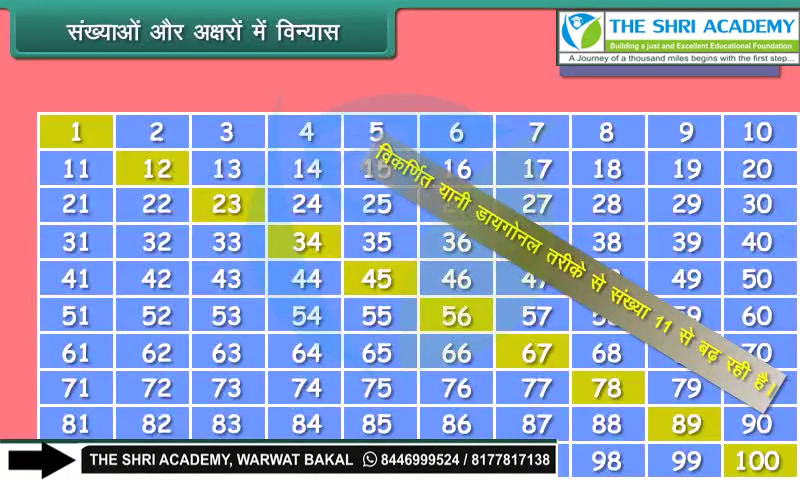 संख्याओं और अक्षरों में विन्यास
THE SHRI ACADEMY
Building a just and Excellent Educational Foundation
A Journey of a thousand miles begins with the first step...
1 2 3 4 5 6 7 8 9 10
11 12 13 14 15 16 17 18 19 20
21 22 23 24 25 27 28 29 30
31 32 33 34 35 36 38 39 40
41 42 43 44 45 46 47 49 50
51 52 53 54 55 56 57 59 60
61 62 63 64 65 66 67 68 70
71 72 73 74 75 76 77 78 79
81 82 83 84 85 86 87 88 89 90
98 99 100
विकर्णित यानी डायगोनल तरीके से संख्या 11 से बढ़ रही है।
THE SHRI ACADEMY, WARWAT BAKAL 8446999524 / 8177817138